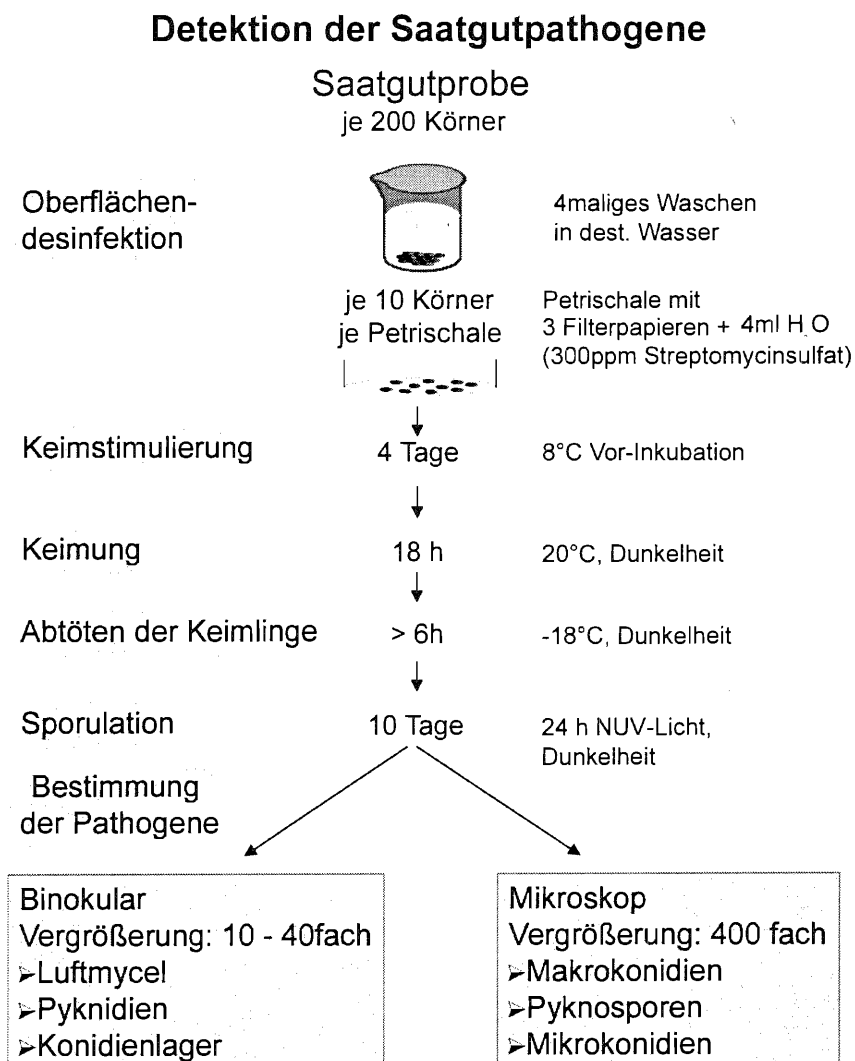 Detektion der Saatgutpathogene
Saatgutprobe
je 200 Körner
Oberflächen-
desinfektion
4maliges Waschen
in dest. Wasser
je 10 Körner
je Petrischale
Petrischale mit
3 Filterpapieren + 4ml H2O
(300ppm Streptomycinsulfat)
Keimstimulierung
4 Tage
8°C Vor-Inkubation
Keimung
18 h
20°C, Dunkelheit
Abtöten der Keimlinge
> 6h
-18°C, Dunkelheit
Sporulation
10 Tage
24 h NUV-Licht,
Dunkelheit
Bestimmung
der Pathogene
Binokular
Vergrößerung: 10 - 40fach
➢Luftmycel
➢Pyknidien
➢Konidienlager
Mikroskop
Vergrößerung: 400 fach
➢Makrokonidien
➢Pyknosporen
➢Mikrokonidien